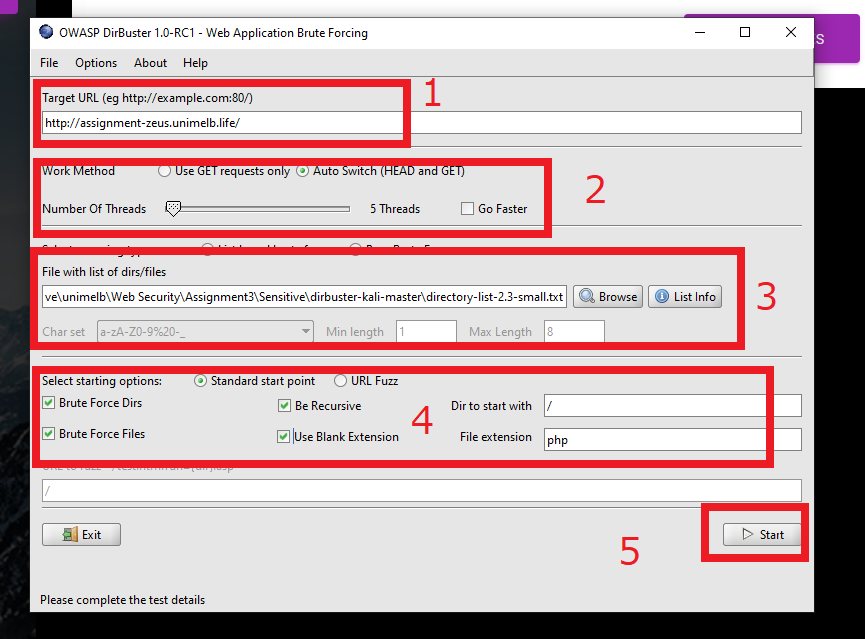 OWASP DirBuster 1.0-RC1 - Web Application Brute Forcing
S
File Options About Help
Target URL (eg http://example.com:80/)
1
http://assignment-zeus.unimelb.life/
Work Method Use GET requests only Auto Switch (HEAD and GET)
2
Number Of Threads 5 Threads Go Faster
File with list of dirs/files
ve\unimelb\Web Security\Assignment3\Sensitive\dirbuster-kali-master\directory-list-2.3-small.txt Browse List Info
3
Char set a-zA-Z0-9%20-_ Min length 1 Max Length 8
Select starting options: Standard start point URL Fuzz
Brute Force Dirs Be Recursive Dir to start with /
4
Brute Force Files Use Blank Extension File extension php
/
Exit Start
5
Please complete the test details